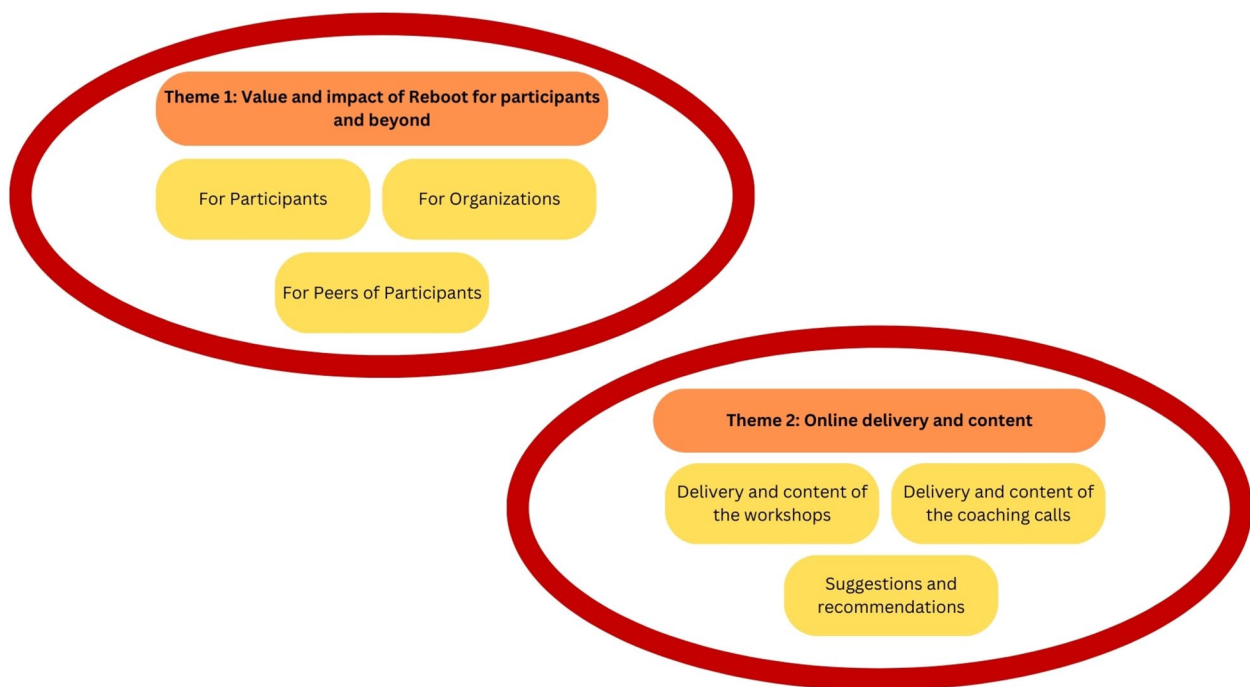 Theme 1: Value and impact of Reboot for participants
and beyond
For Participants
For Organizations
For Peers of Participants
Theme 2: Online delivery and content
Delivery and content of
the workshops
Delivery and content of
the coaching calls
Suggestions and
recommendations